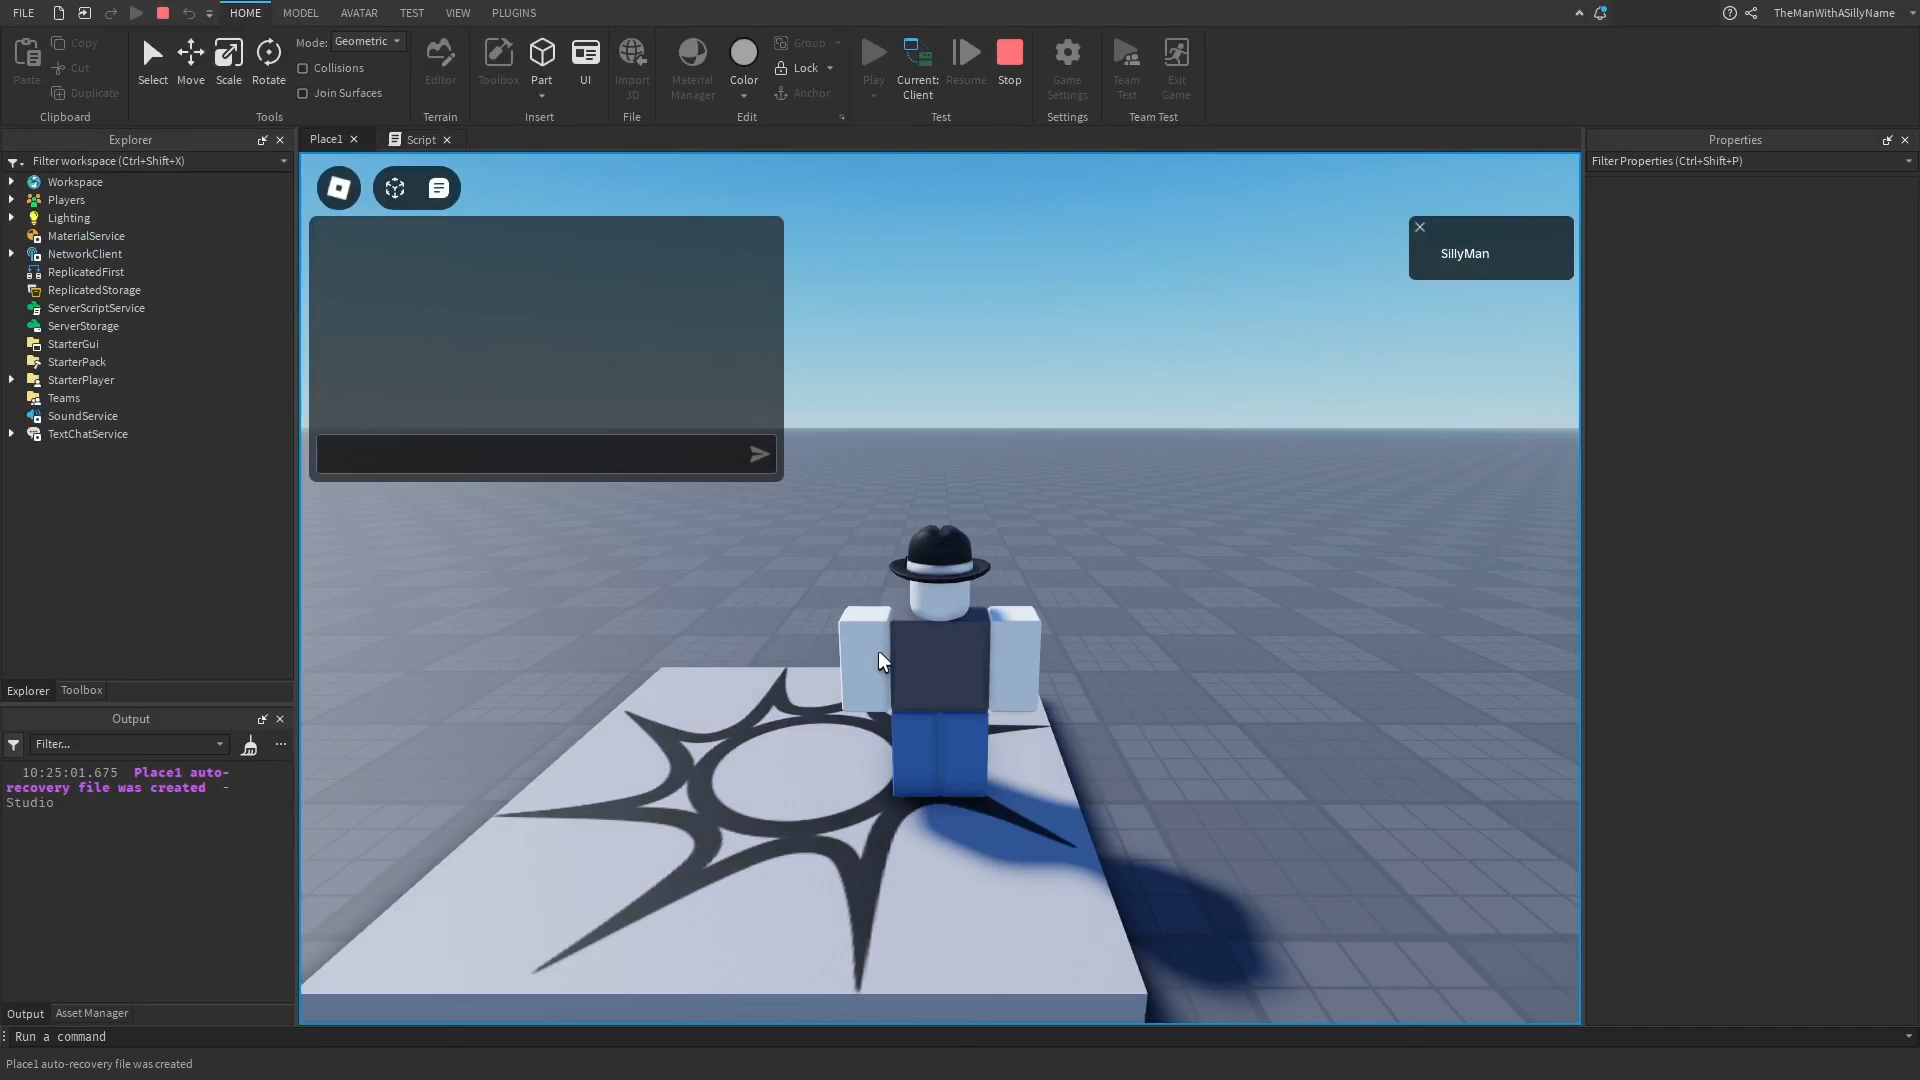 FILE HOME MODEL AVATAR TEST VIEW PLUGINS TheManWithASillyName
Paste Copy Cut Duplicate
Clipboard
Select Move Scale Rotate
Mode: Geometric
Collisions
Join Surfaces
Tools
Editor
Terrain
Toolbox Part UI
Insert
Import
3D
File
Material
Manager
Color
Group
Lock
Anchor
Edit
Play
Current:
Client
Resume Stop
Test
Game
Settings
Settings
Team
Test
Exit
Game
Team Test
Explorer
Filter workspace (Ctrl+Shift+X)
Workspace
Players
Lighting
MaterialService
NetworkClient
ReplicatedFirst
ReplicatedStorage
ServerScriptService
ServerStorage
StarterGui
StarterPack
StarterPlayer
Teams
SoundService
TextChatService
Explorer Toolbox
Output
Filter...
10:25:01.675 Place1 auto-
recovery file was created -
Studio
Output Asset Manager
Place1 Script
SillyMan
Properties
Filter Properties (Ctrl+Shift+P)
Run a command
Place1 auto-recovery file was created